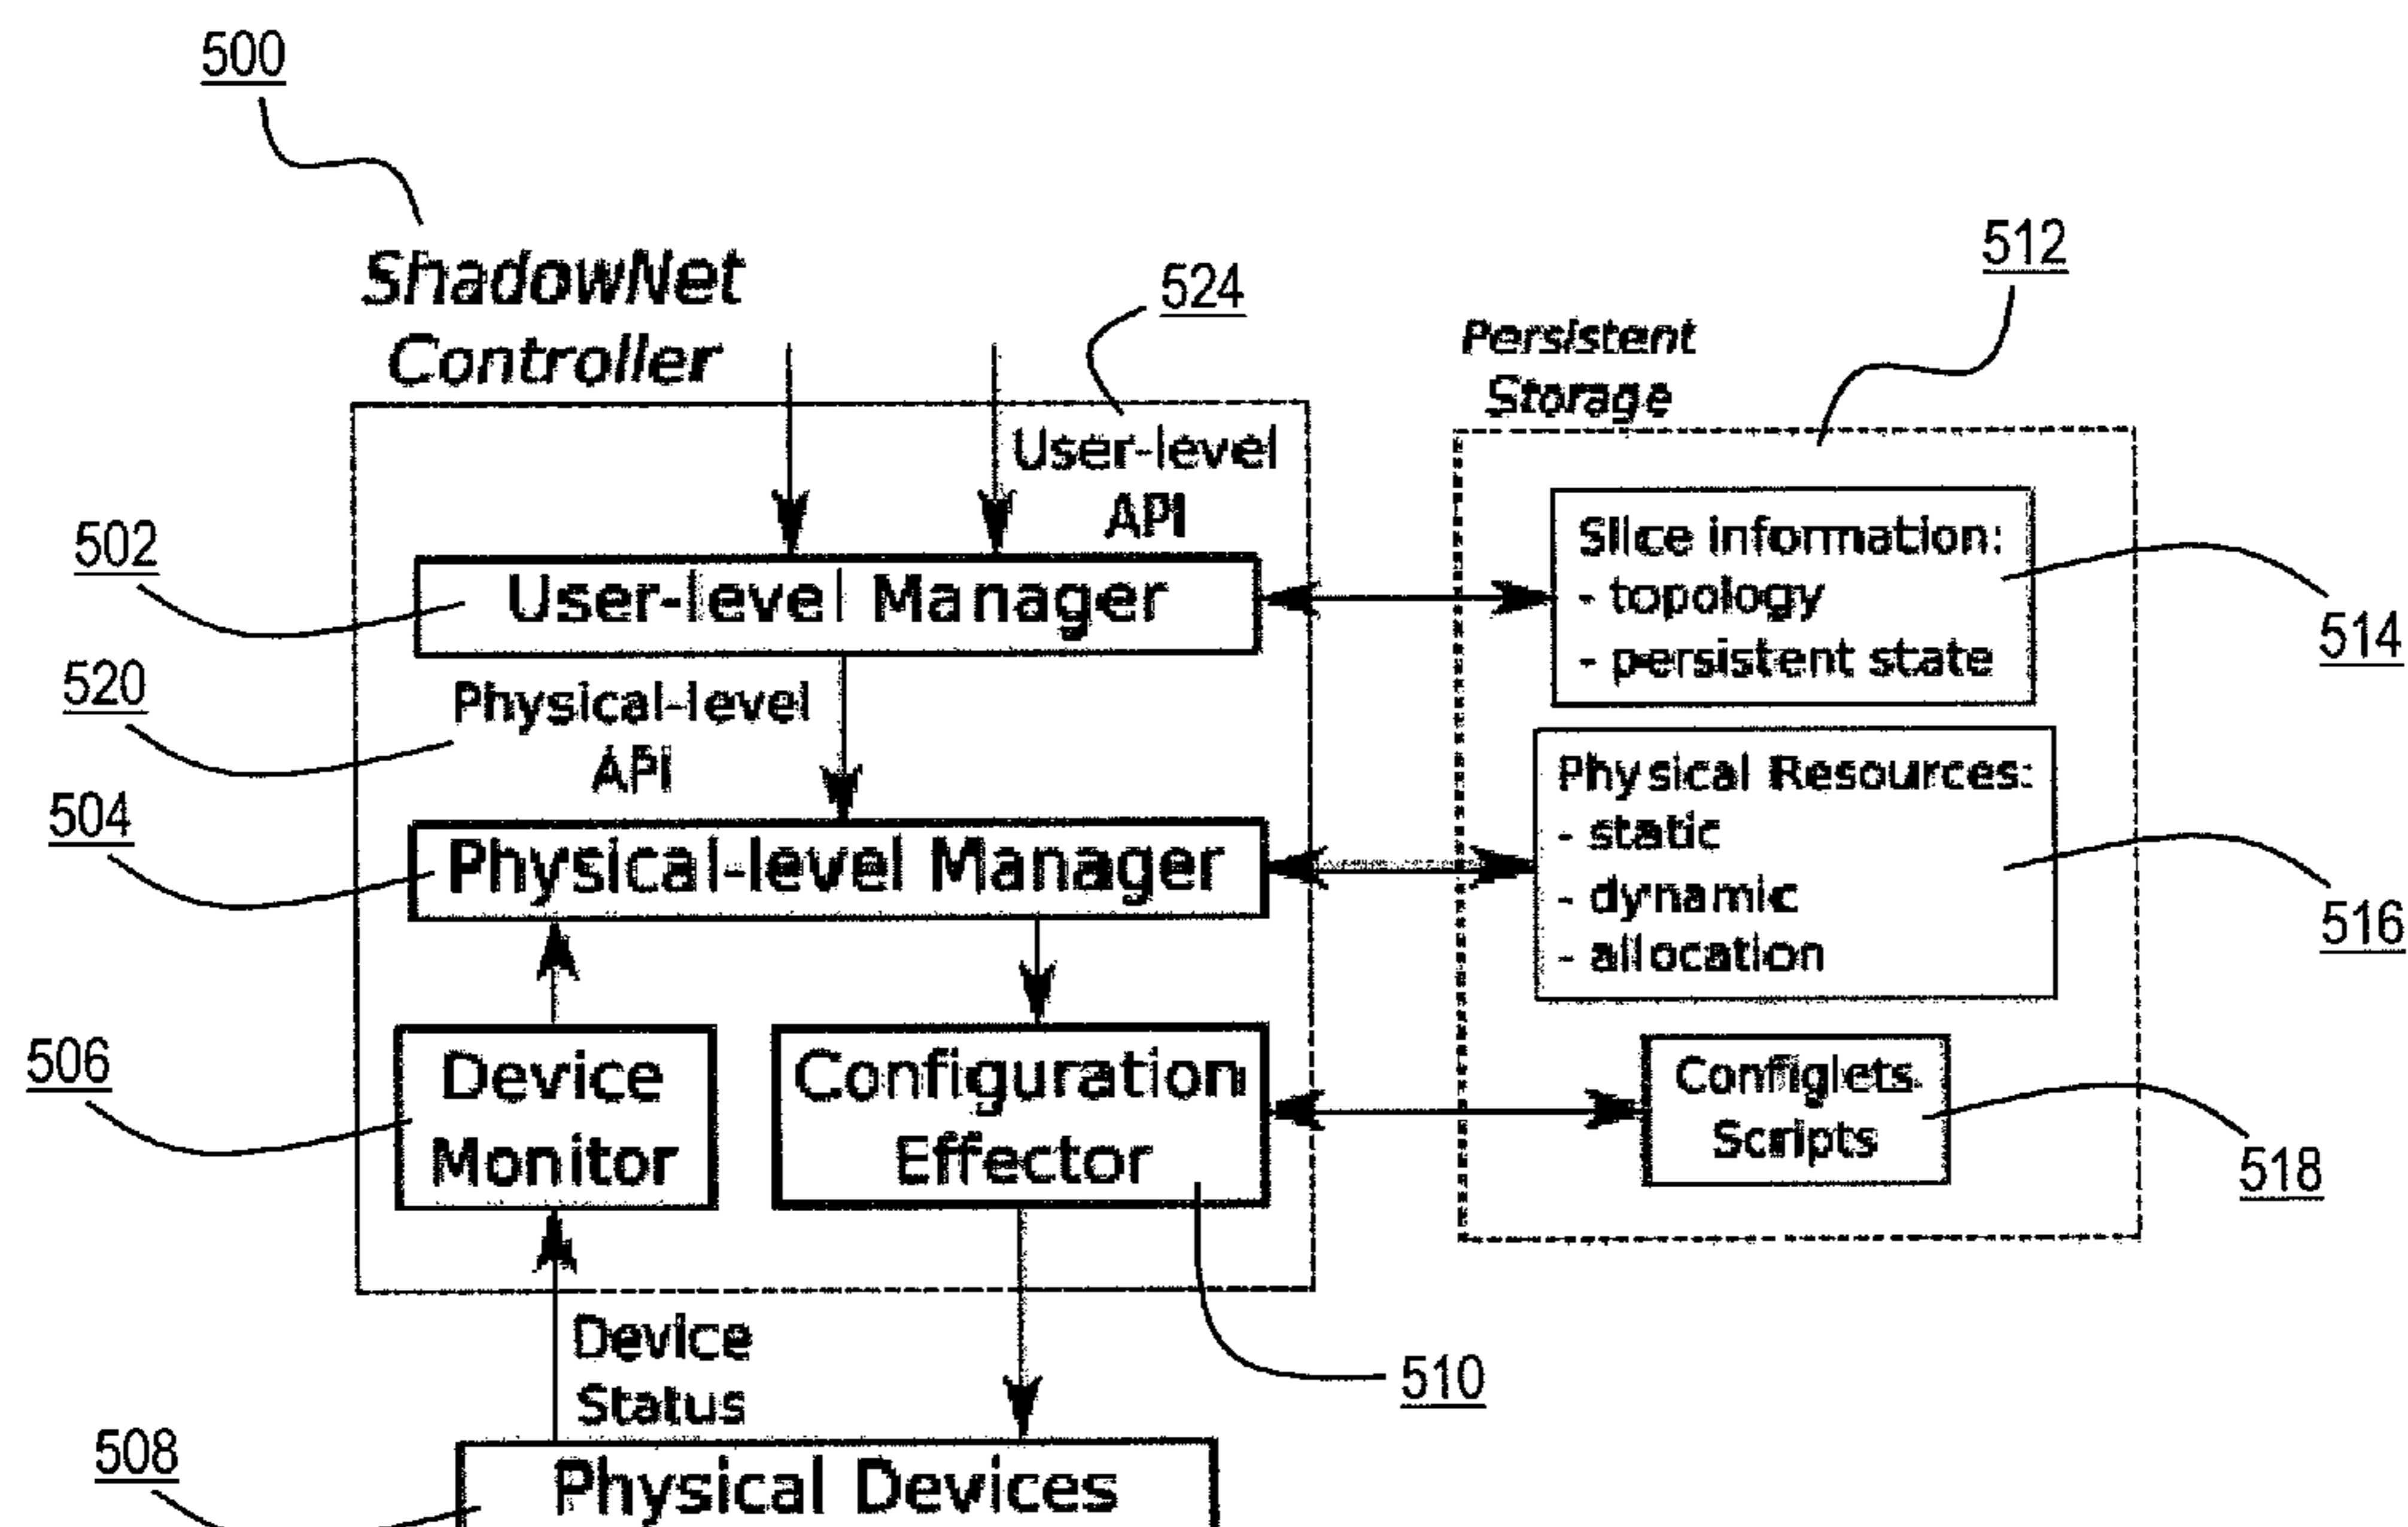 500
ShadowNet
Controller
524
512
Persistent
Storage
User-level
API
502
User-level Manager
Slice information:
- topology
- persistent state
514
520
Physical-level
API
504
Physical-level Manager
Physical Resources:
- static
- dynamic
- allocation
516
506
Device
Monitor
Configuration
Effector
Configlets
Scripts
518
Device
Status
510
508
Physical Devices